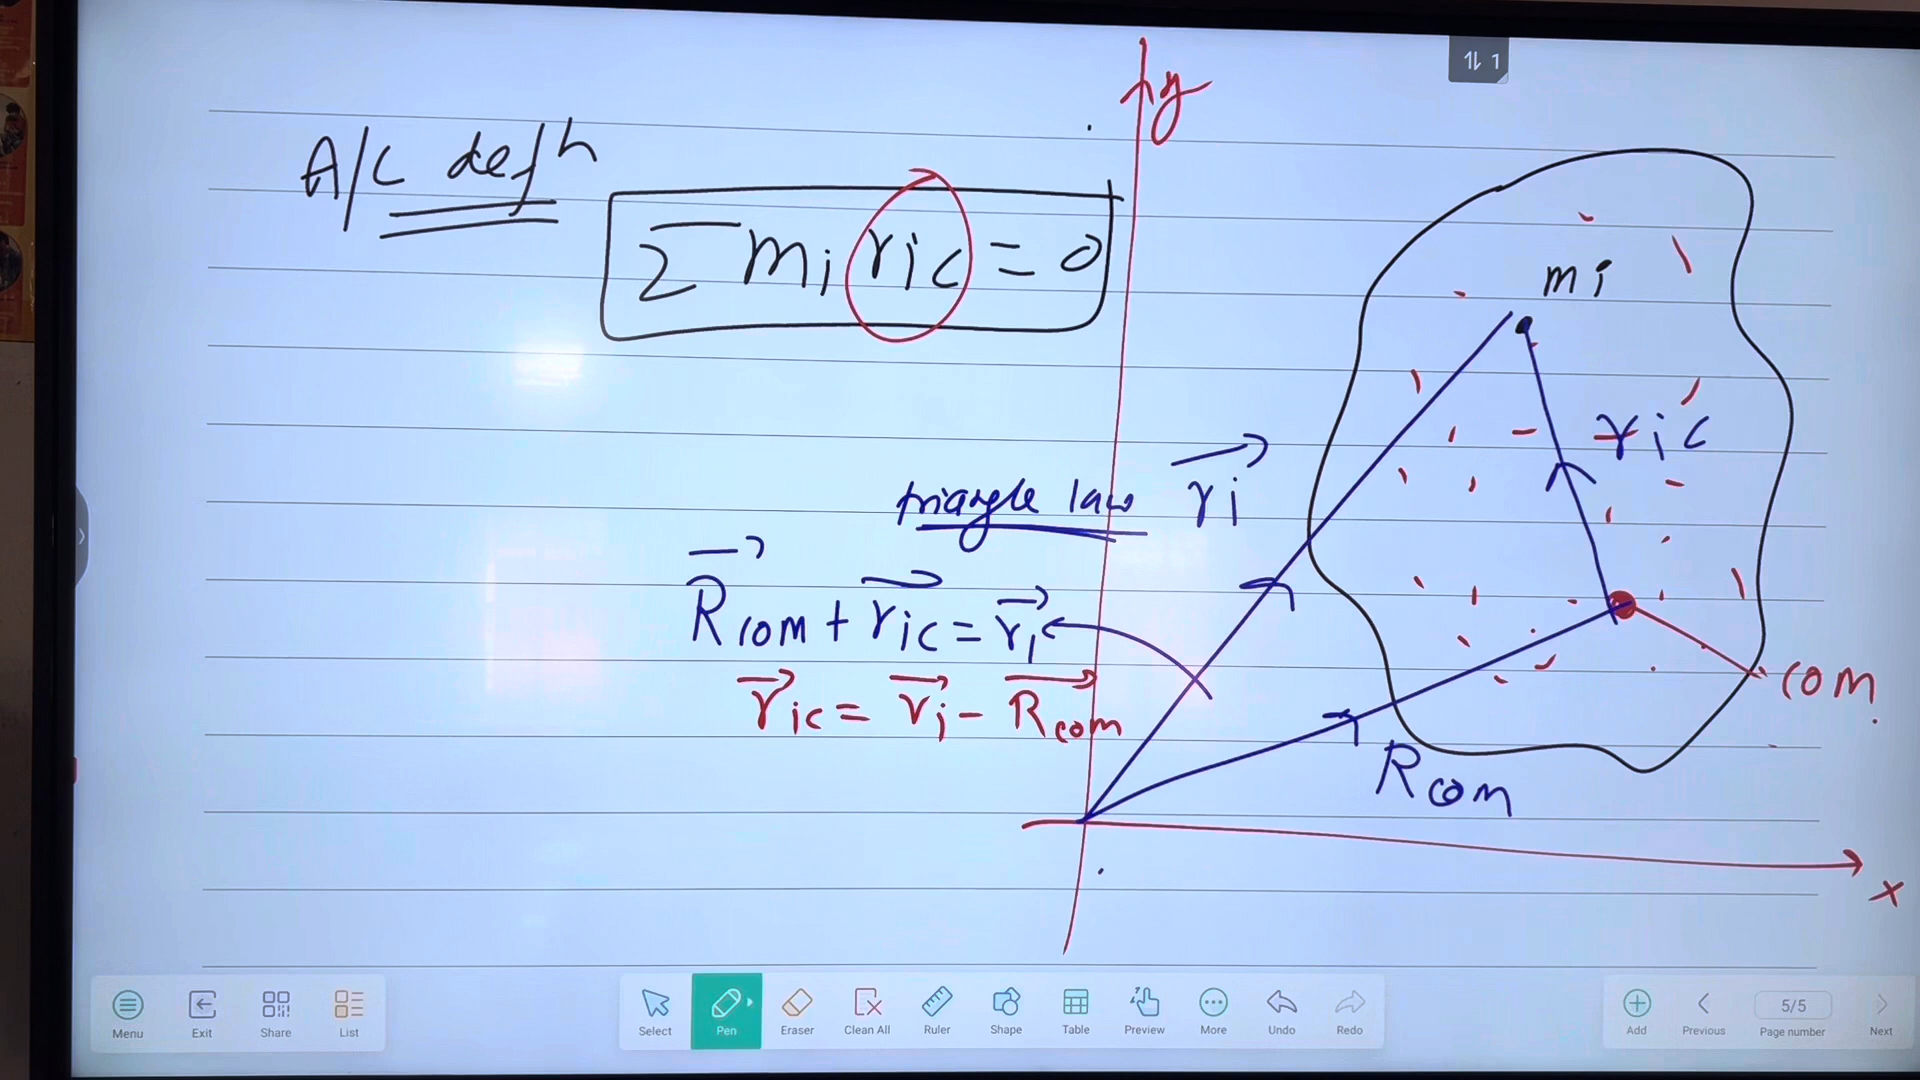 ⇅ 1
y
A/C defn
Σ mi ric = 0
mi
ric
triangle law
ri
Rcom + ric = ri
ric = ri - Rcom
com
Rcom
x
Menu
Exit
Share
List
Select
Pen
Eraser
Clean All
Ruler
Shape
Table
Preview
More
Undo
Redo
Add
Previous
5/5
Page number
Next